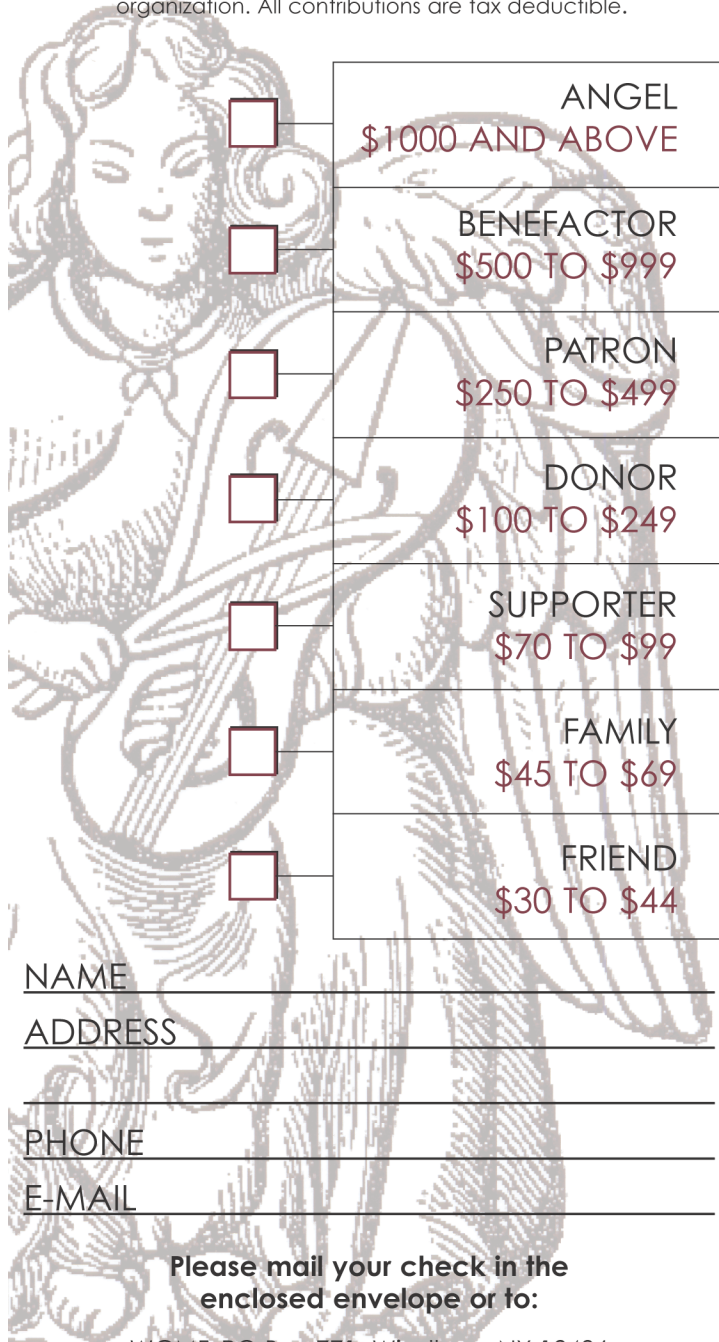 organization. All contributions are tax deductible.
ANGEL
$1000 AND ABOVE
BENEFACTOR
$500 TO $999
PATRON
$250 TO $499
DONOR
$100 TO $249
SUPPORTER
$70 TO $99
FAMILY
$45 TO $69
FRIEND
$30 TO $44
NAME
ADDRESS
PHONE
E-MAIL
Please mail your check in the
enclosed envelope or to: